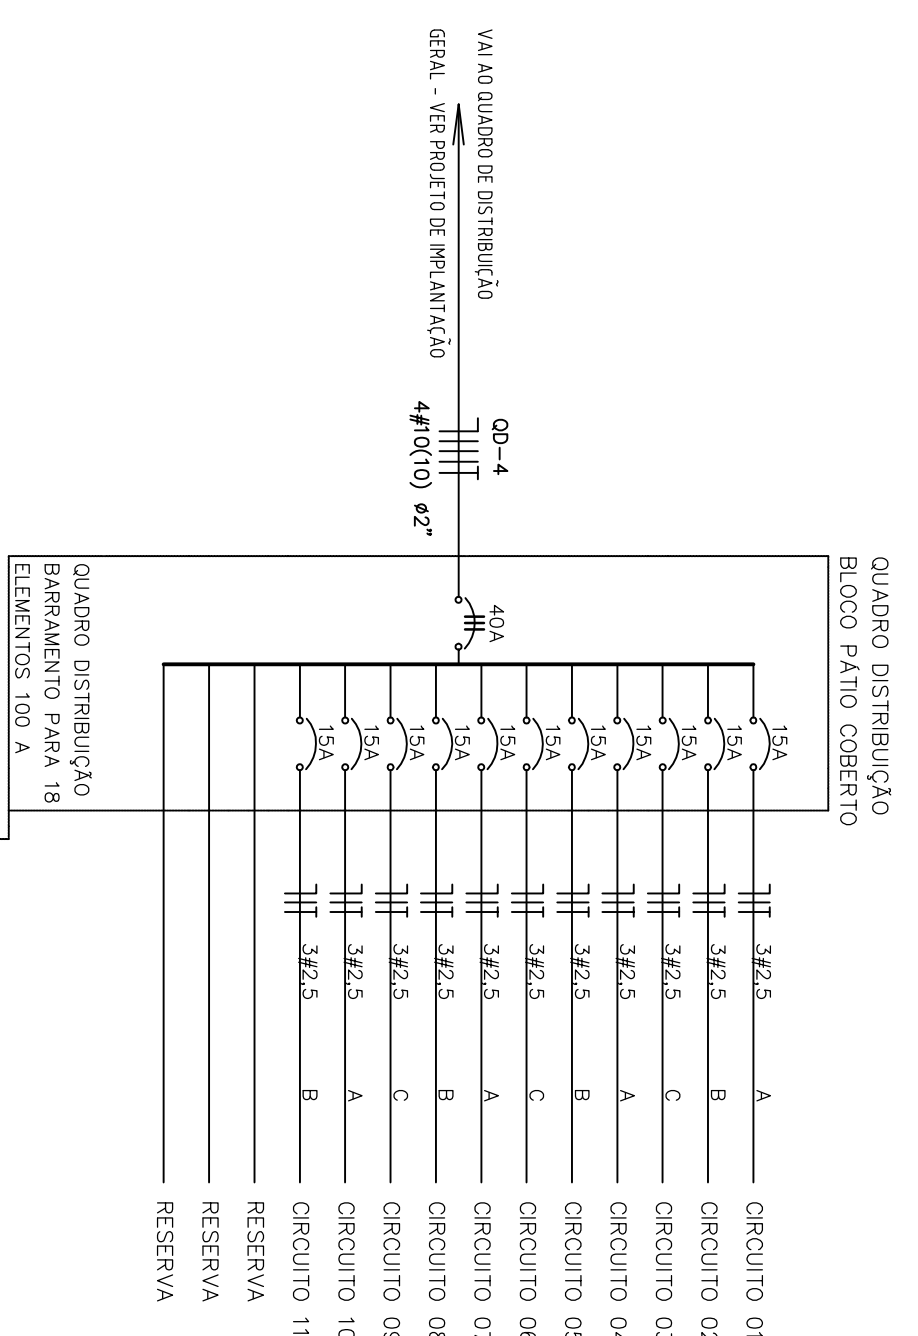 QUADRO DISTRIBUIÇÃO
BLOCO PÁTIO COBERTO
VAI AO QUADRO DE DISTRIBUIÇÃO
GERAL - VER PROJETO DE IMPLANTAÇÃO
QD-4
4#10(10) ø2"
40A
15A 3#2,5 A CIRCUITO 01
15A 3#2,5 B CIRCUITO 02
15A 3#2,5 C CIRCUITO 03
15A 3#2,5 A CIRCUITO 04
15A 3#2,5 B CIRCUITO 05
15A 3#2,5 C CIRCUITO 06
15A 3#2,5 A CIRCUITO 07
15A 3#2,5 B CIRCUITO 08
15A 3#2,5 C CIRCUITO 09
15A 3#2,5 A CIRCUITO 10
15A 3#2,5 B CIRCUITO 11
RESERVA
RESERVA
RESERVA
QUADRO DISTRIBUIÇÃO
BARRAMENTO PARA 18
ELEMENTOS 100 A